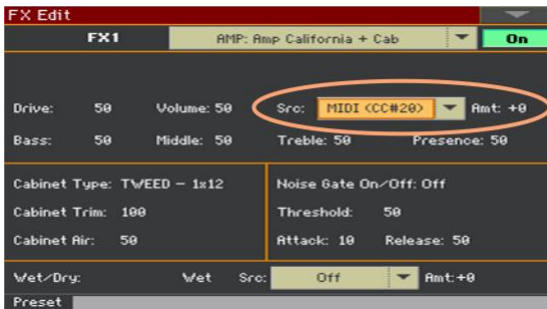 FX Edit
FX1 AMP: Amp California + Cab On
Drive: 50 Volume: 50 Src: MIDI (CC#20) Amt: +0
Bass: 50 Middle: 50 Treble: 50 Presence: 50
Cabinet Type: TWEED - 1x12 Noise Gate On/Off: Off
Cabinet Trim: 100 Threshold: 50
Cabinet Air: 50 Attack: 10 Release: 50
Wet/Dry: Wet Src: Off Amt:+0
Preset